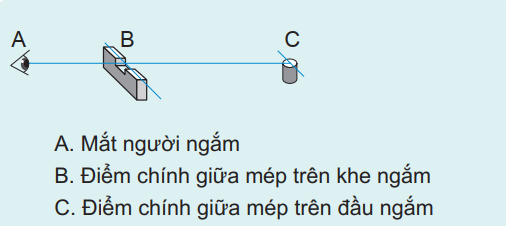 A B C
A. Mắt người ngắm
B. Điểm chính giữa mép trên khe ngắm
C. Điểm chính giữa mép trên đầu ngắm